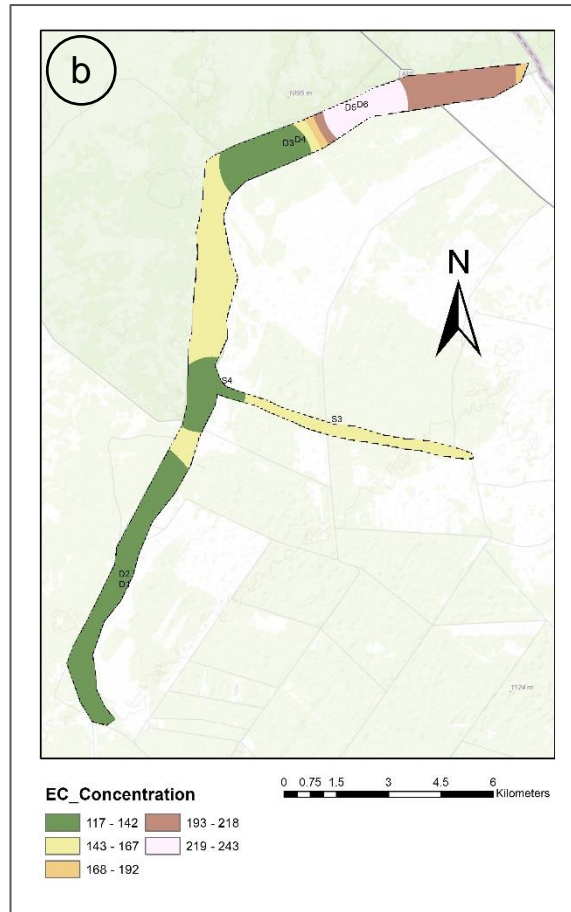 b
1095 m
D5D6
D3D4
N
S4
S3
D2
D1
1124 m
EC_Concentration
0 0.75 1.5 3 4.5 6
Kilometers
117 - 142
193 - 218
143 - 167
219 - 243
168 - 192